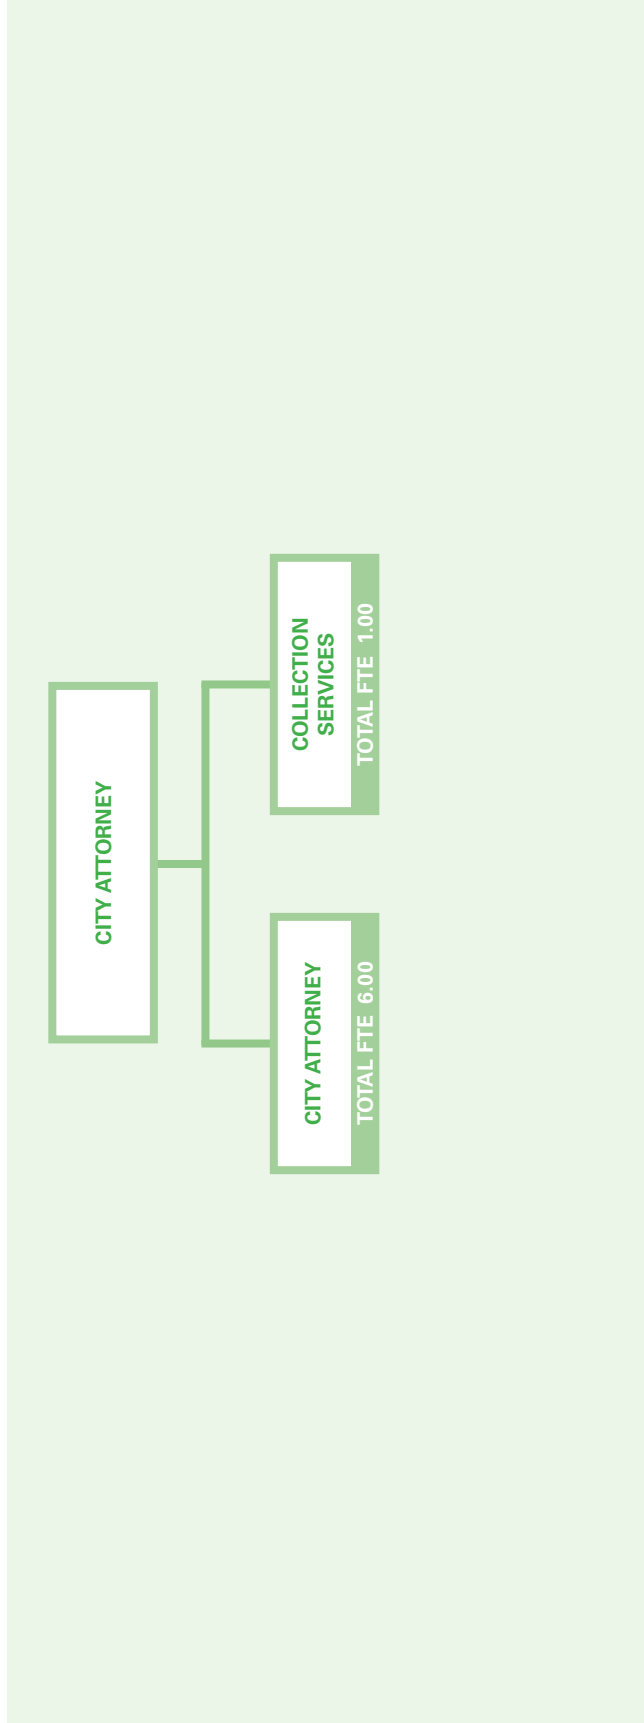 CITY ATTORNEY
CITY ATTORNEY
TOTAL FTE 6.00
COLLECTION
SERVICES
TOTAL FTE 1.00